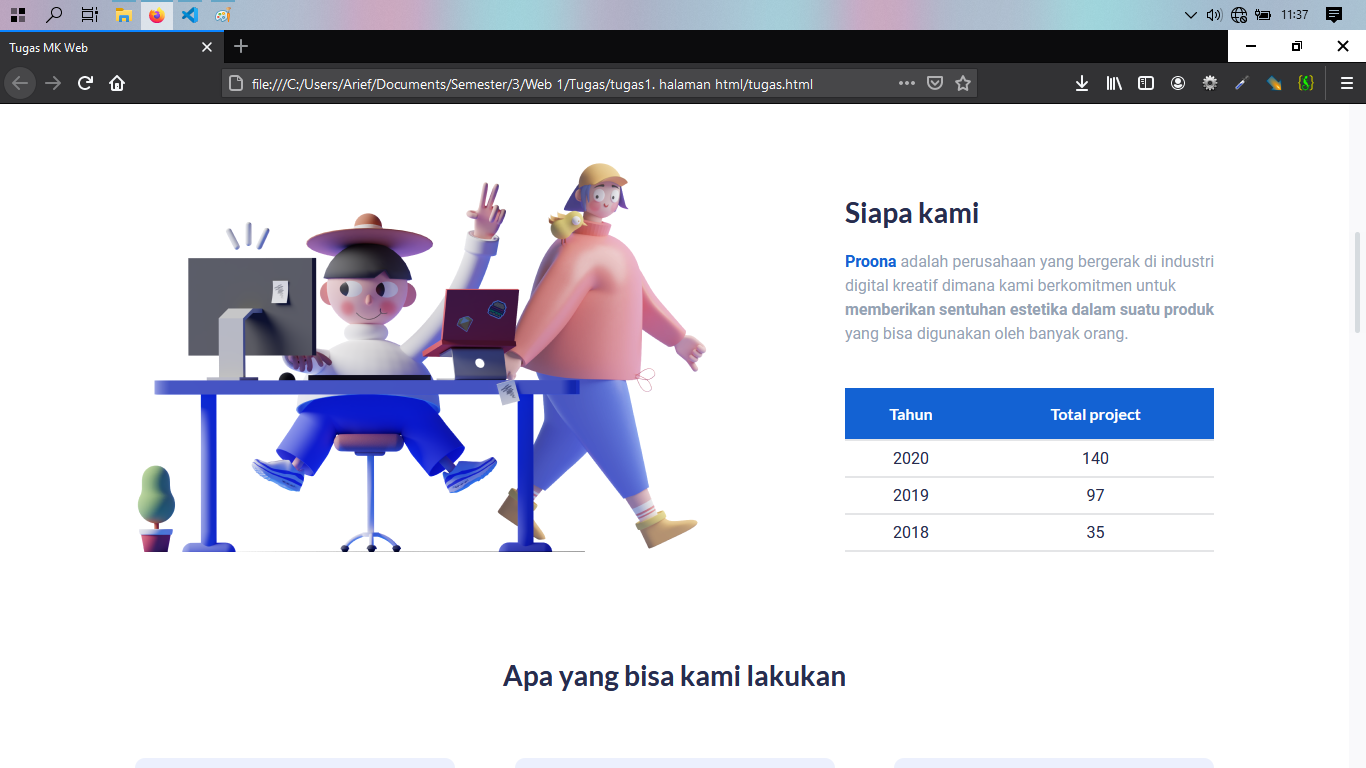 11:37
Tugas MK Web
file:///C:/Users/Arief/Documents/Semester/3/Web 1/Tugas/tugas1. halaman html/tugas.html
Siapa kami
Proona adalah perusahaan yang bergerak di industri
digital kreatif dimana kami berkomitmen untuk
memberikan sentuhan estetika dalam suatu produk
yang bisa digunakan oleh banyak orang.
Tahun Total project
2020 140
2019 97
2018 35
Apa yang bisa kami lakukan